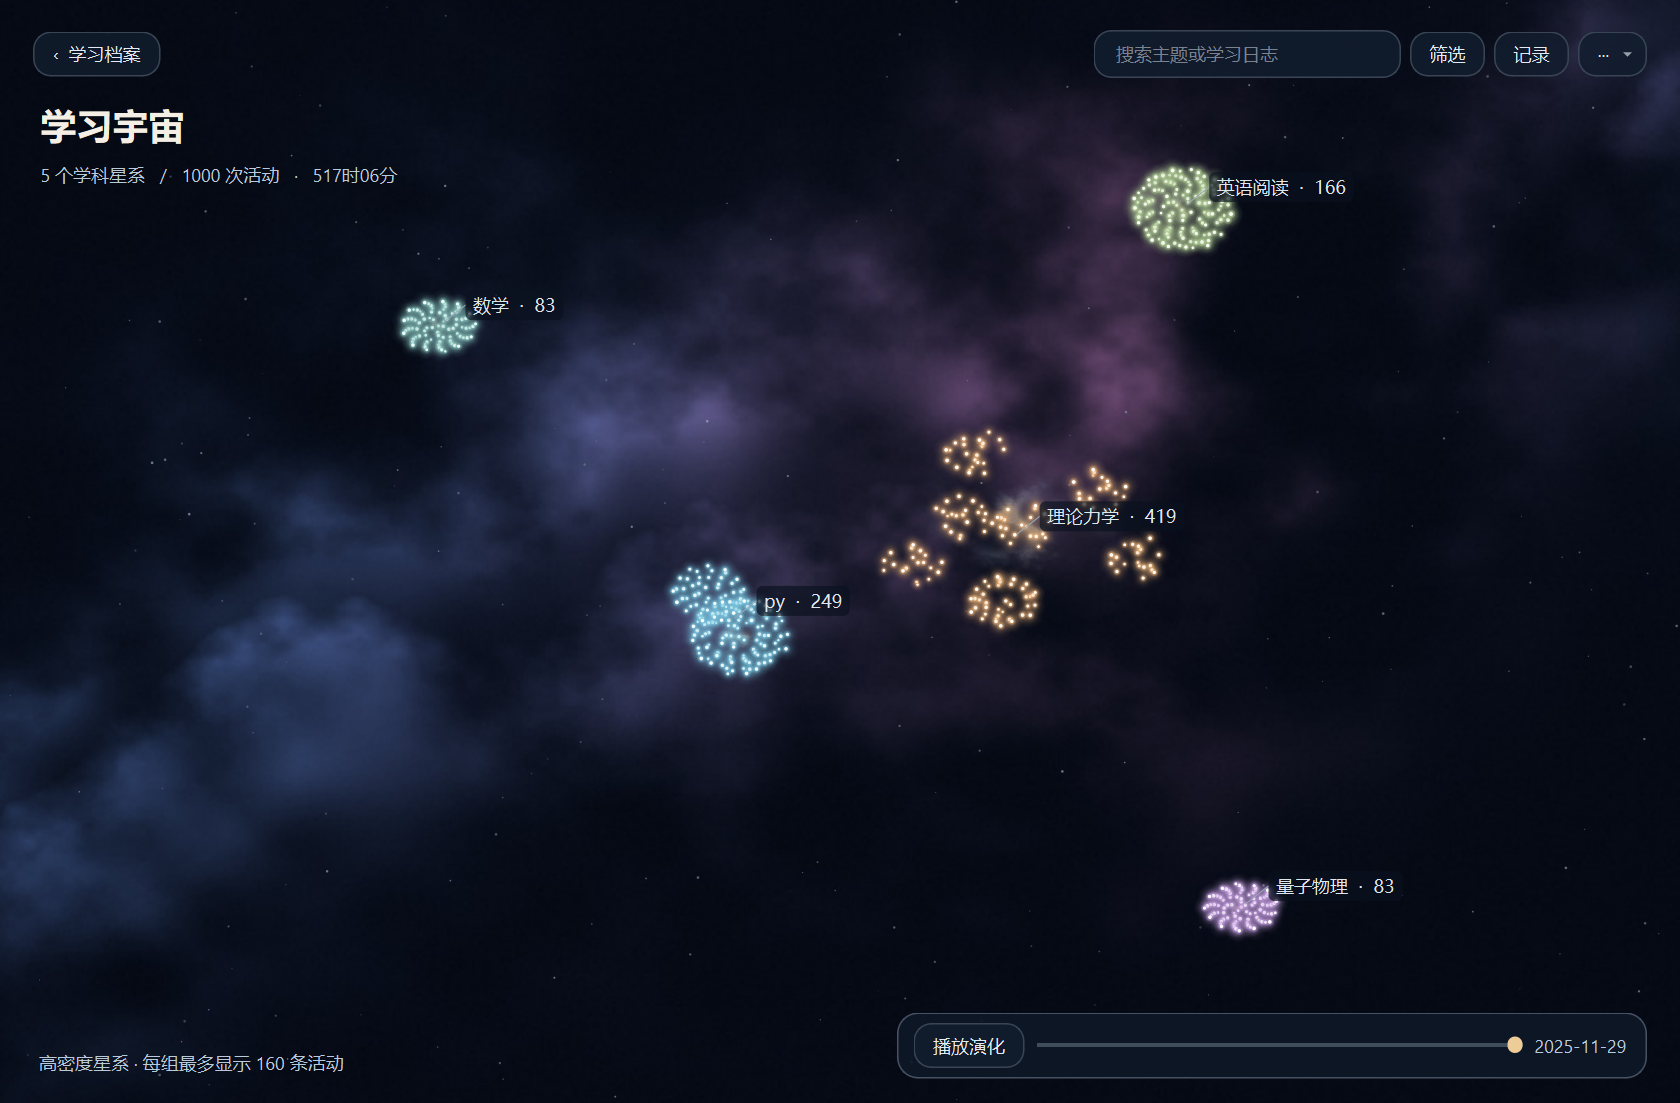 ‹ 学习档案
搜索主题或学习日志
筛选
记录
...
学习宇宙
5 个学科星系 / 1000 次活动 · 517时06分
英语阅读 · 166
数学 · 83
理论力学 · 419
py · 249
量子物理 · 83
高密度星系 · 每组最多显示 160 条活动
播放演化
2025-11-29